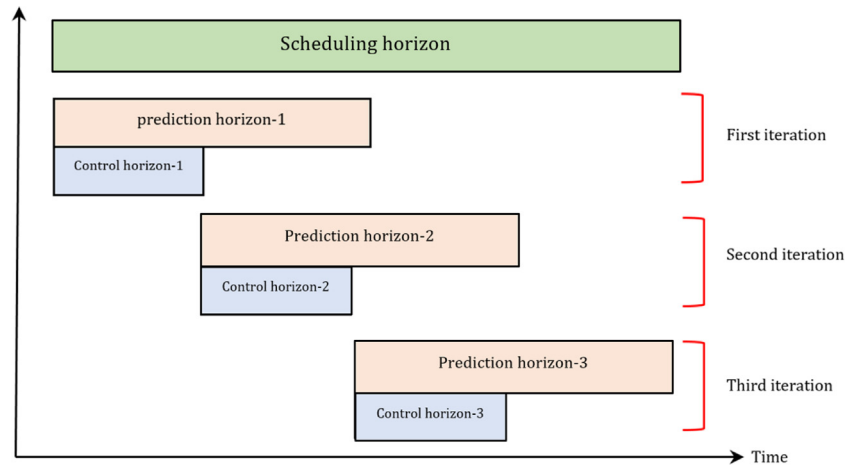 Scheduling horizon
prediction horizon-1
Control horizon-1
First iteration
Prediction horizon-2
Control horizon-2
Second iteration
Prediction horizon-3
Control horizon-3
Third iteration
Time